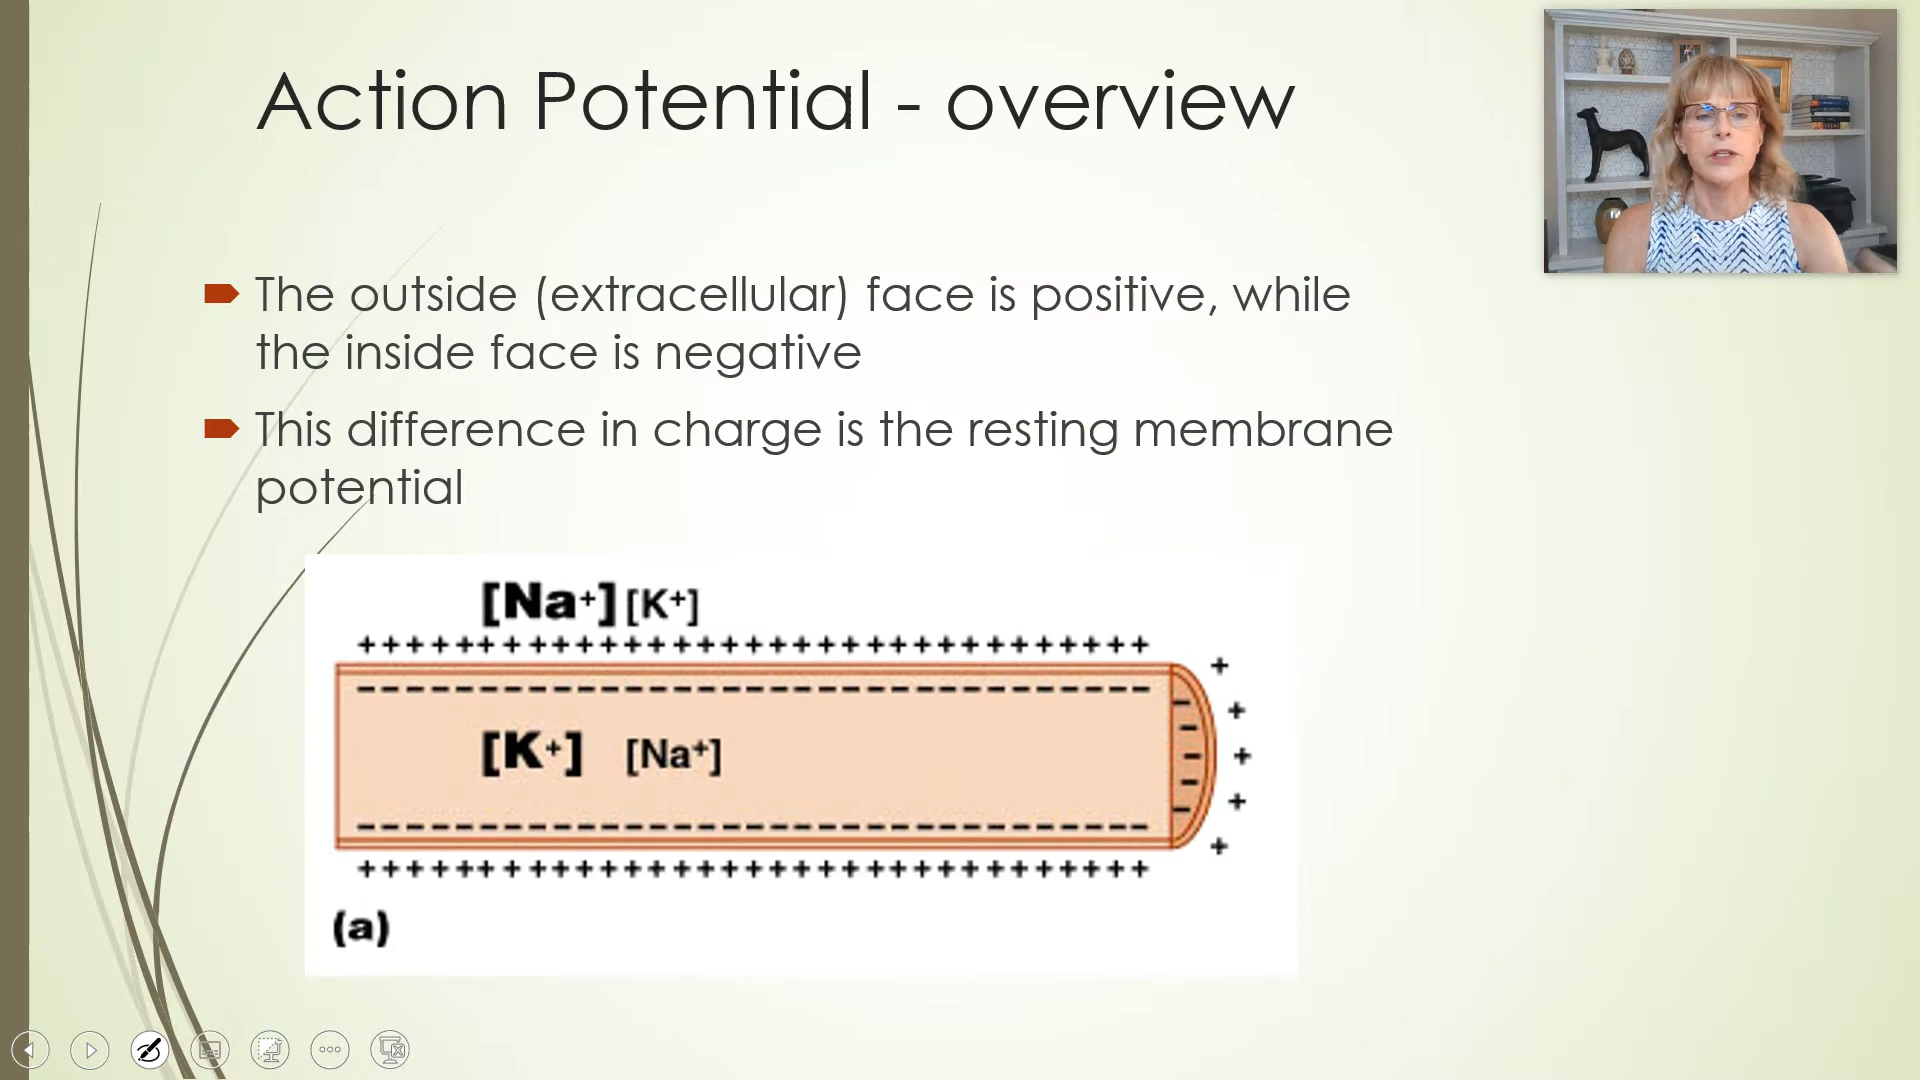 Action Potential - overview
The outside (extracellular) face is positive, while
the inside face is negative
This difference in charge is the resting membrane
potential
[Na+] [K+]
+++++++++++++++++++++++++++++++++
---------------------------------
[K+] [Na+]
---------------------------------
+++++++++++++++++++++++++++++++++
(a)